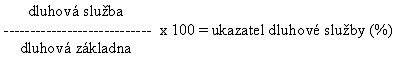 dluhová služba
---------------------------- x 100 = ukazatel dluhové služby (%)
dluhová základna